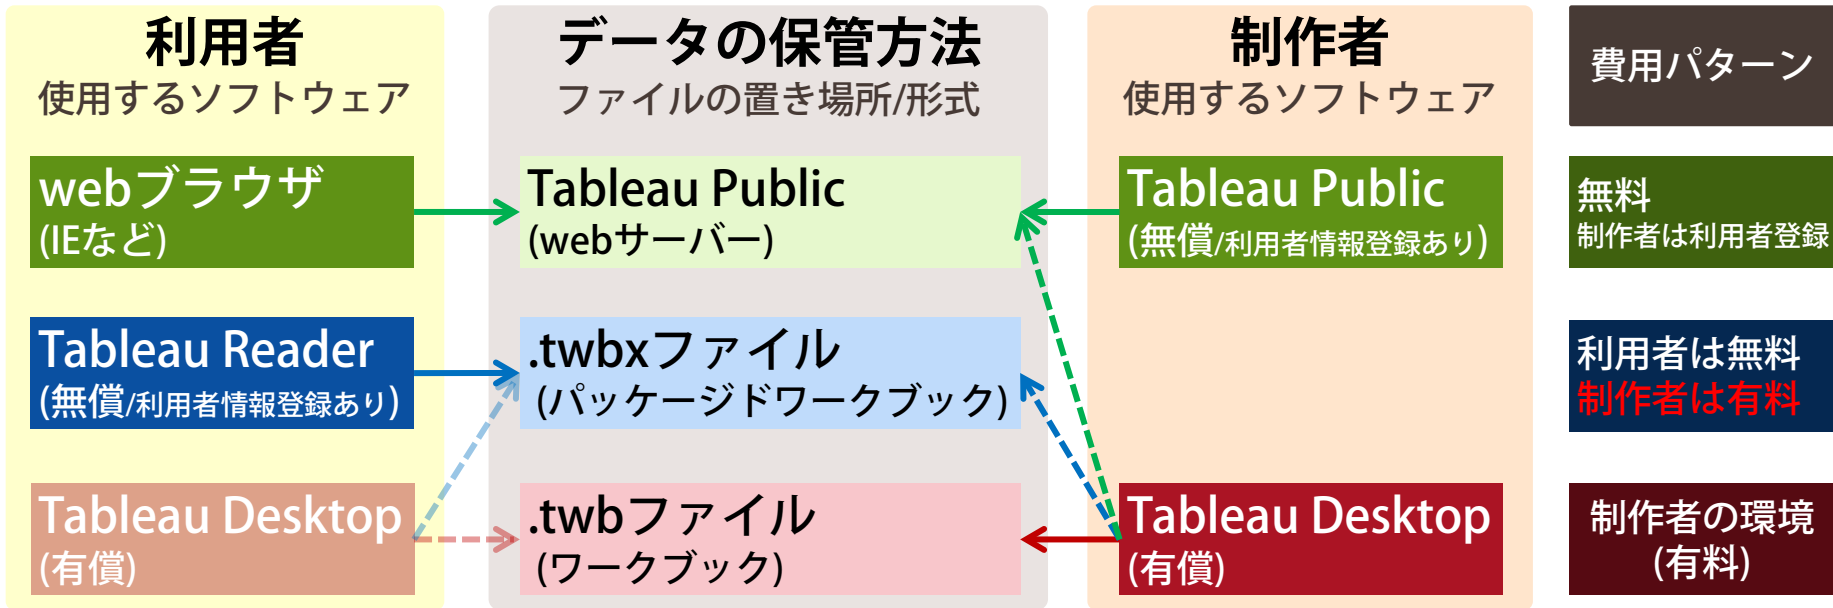 利用者
使用するソフトウェア
データの保管方法
ファイルの置き場所/形式
制作者
使用するソフトウェア
費用パターン
webブラウザ
(IEなど)
Tableau Public
(webサーバー)
Tableau Public
(無償/利用者情報登録あり)
無料
制作者は利用者登録
Tableau Reader
(無償/利用者情報登録あり)
.twbxファイル
(パッケージドワークブック)
利用者は無料
制作者は有料
Tableau Desktop
(有償)
.twbファイル
(ワークブック)
Tableau Desktop
(有償)
制作者の環境
(有料)